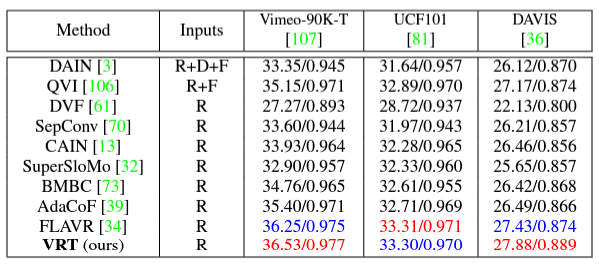 Method Inputs Vimeo-90K-T [107] UCF101 [81] DAVIS [36]
DAIN [3] R+D+F 33.35/0.945 31.64/0.957 26.12/0.870
QVI [106] R+F 35.15/0.971 32.89/0.970 27.17/0.874
DVF [61] R 27.27/0.893 28.72/0.937 22.13/0.800
SepConv [70] R 33.60/0.944 31.97/0.943 26.21/0.857
CAIN [13] R 33.93/0.964 32.28/0.965 26.46/0.856
SuperSloMo [32] R 32.90/0.957 32.33/0.960 25.65/0.857
BMBC [73] R 34.76/0.965 32.61/0.955 26.42/0.868
AdaCoF [39] R 35.40/0.971 32.71/0.969 26.49/0.866
FLAVR [34] R 36.25/0.975 33.31/0.971 27.43/0.874
VRT (ours) R 36.53/0.977 33.30/0.970 27.88/0.889